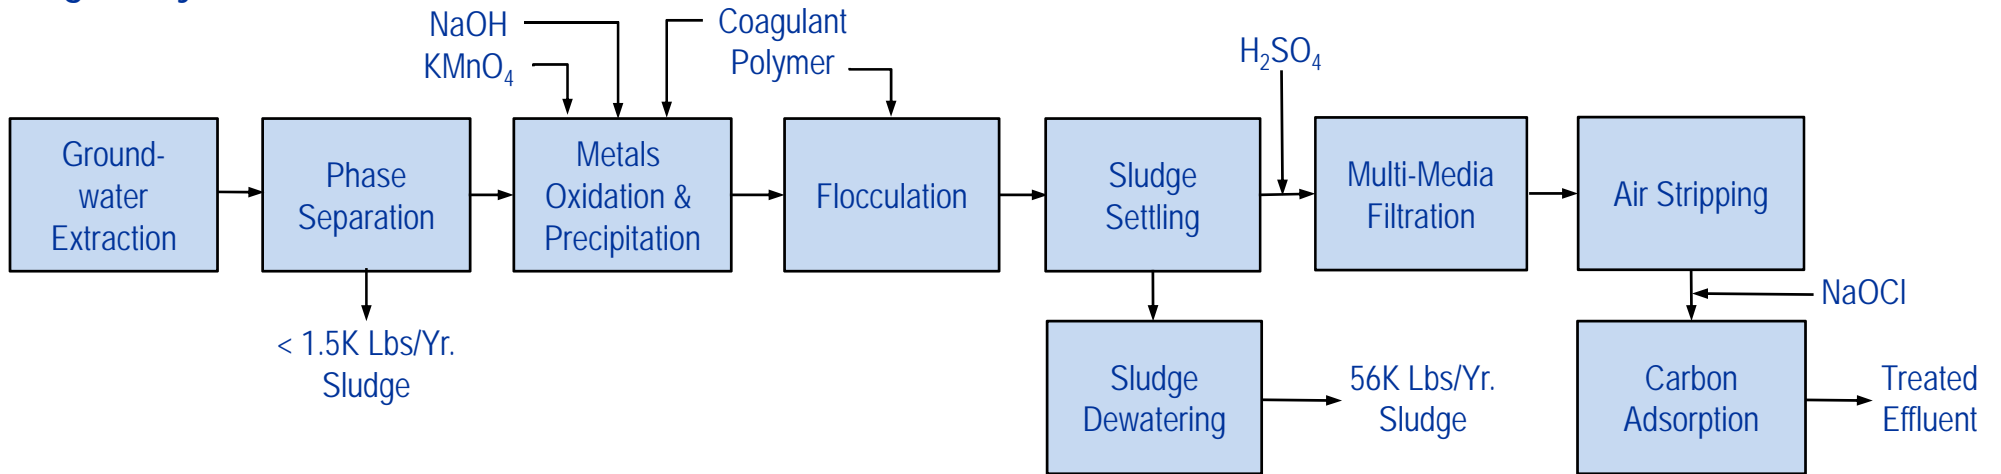 NaOH
KMnO₄
Coagulant
Polymer
H₂SO₄
Ground-
water
Extraction
Phase
Separation
Metals
Oxidation &
Precipitation
Flocculation
Sludge
Settling
Multi-Media
Filtration
Air Stripping
NaOCl
< 1.5K Lbs/Yr.
Sludge
Sludge
Dewatering
56K Lbs/Yr.
Sludge
Carbon
Adsorption
Treated
Effluent